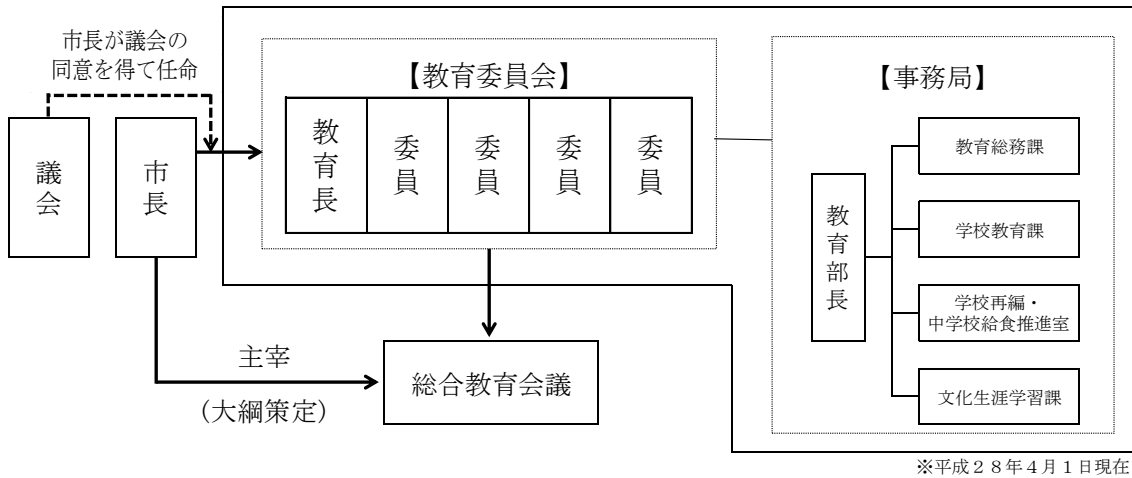 市長が議会の
同意を得て任命
議会
市長
【教育委員会】
教育長
委員
委員
委員
委員
【事務局】
教育部長
教育総務課
学校教育課
学校再編・
中学校給食推進室
文化生涯学習課
主宰
(大綱策定)
総合教育会議
※平成28年4月1日現在